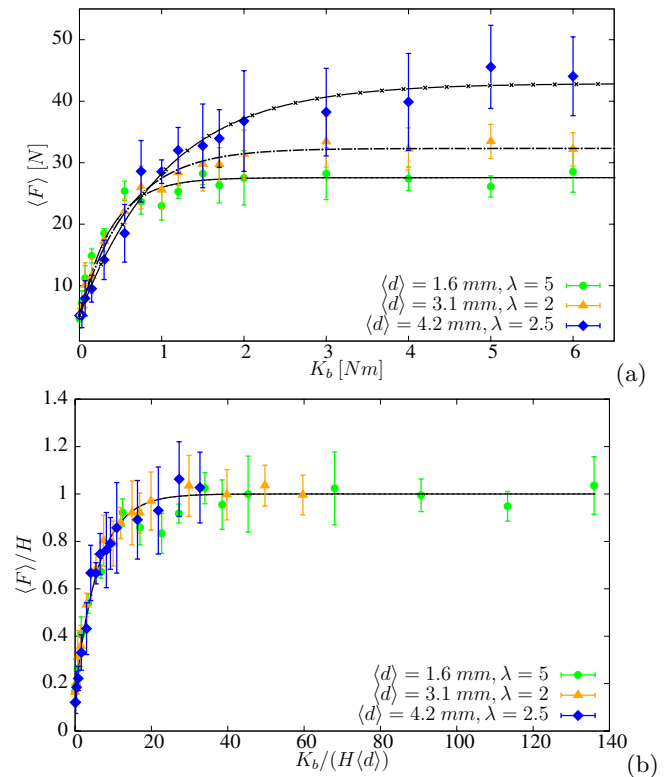 50
40
30
20
10
⟨F⟩ [N]
⟨d⟩ = 1.6 mm, λ = 5
⟨d⟩ = 3.1 mm, λ = 2
⟨d⟩ = 4.2 mm, λ = 2.5
0 1 2 3 4 5 6
K_b [Nm]
(a)
1.4
1.2
1
0.8
0.6
0.4
0.2
0
⟨F⟩/H
⟨d⟩ = 1.6 mm, λ = 5
⟨d⟩ = 3.1 mm, λ = 2
⟨d⟩ = 4.2 mm, λ = 2.5
0 20 40 60 80 100 120 140
K_b/(H⟨d⟩)
(b)